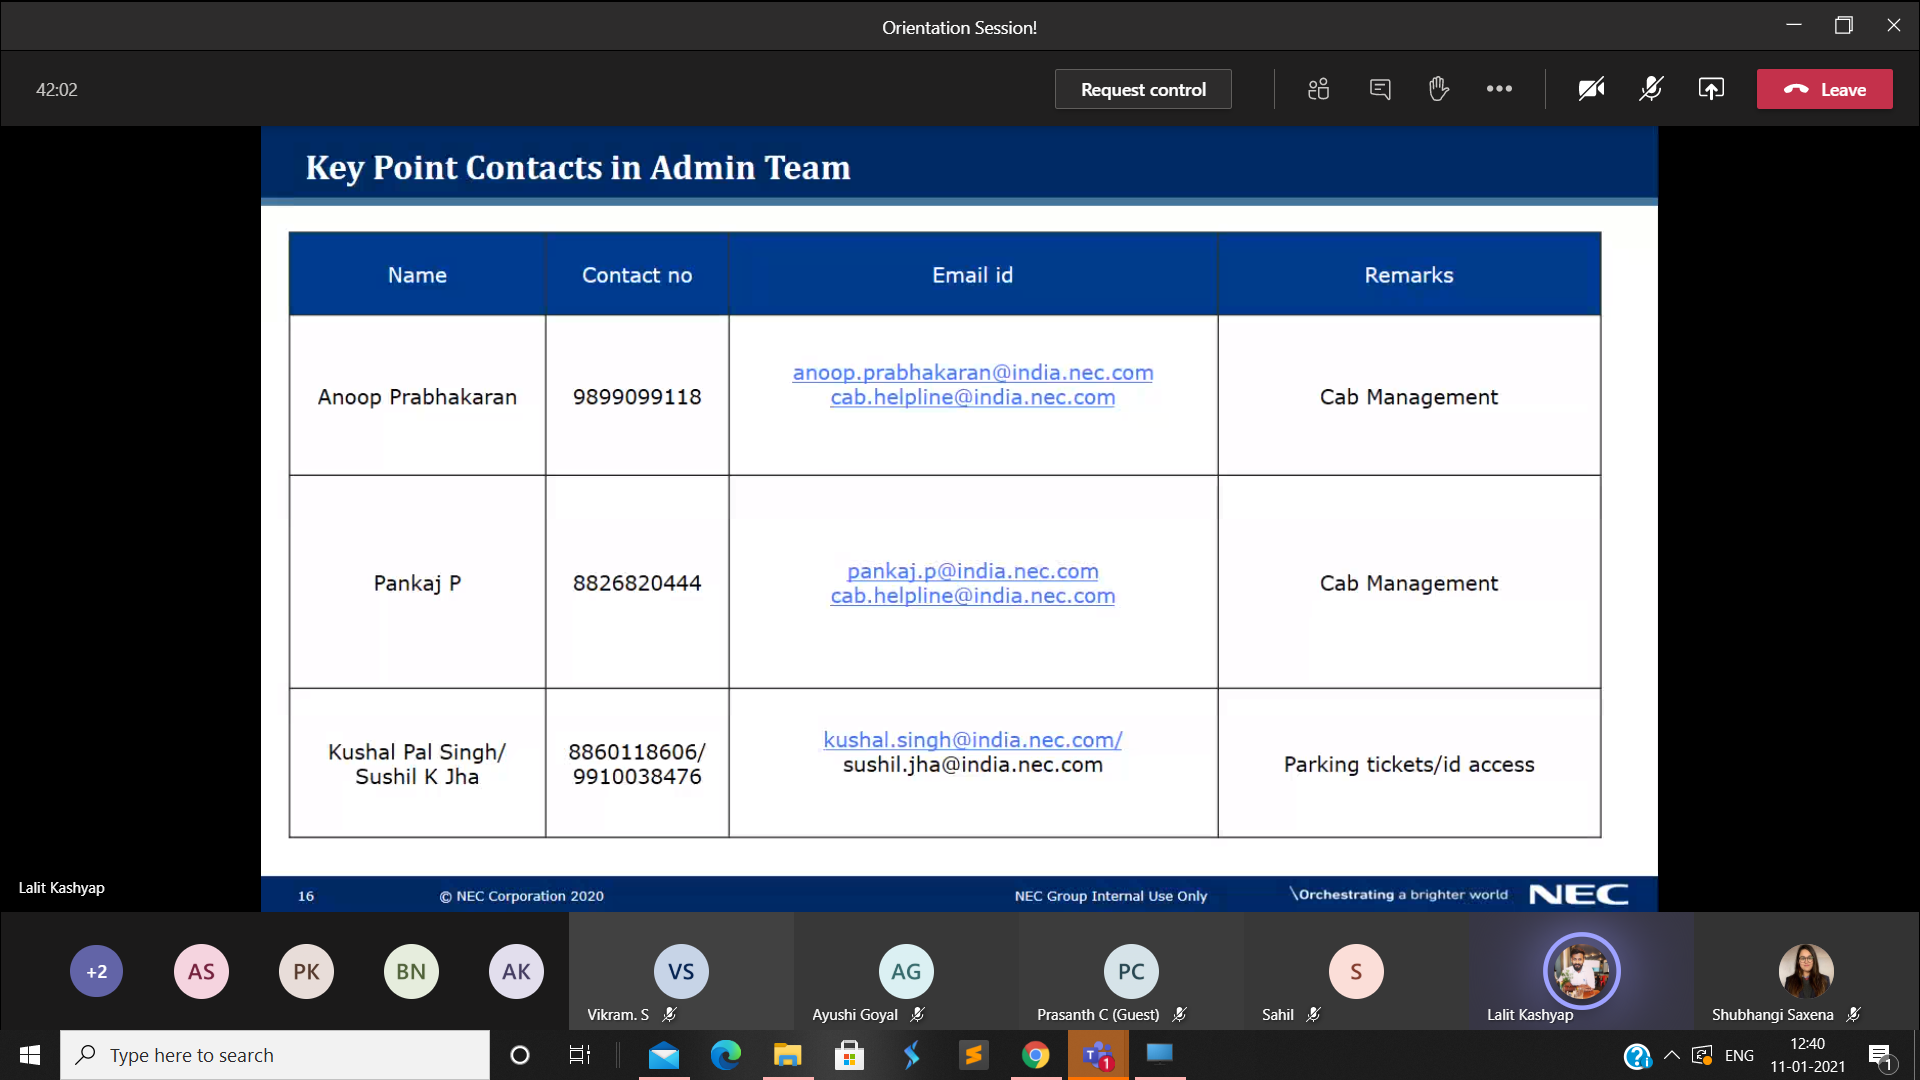 Orientation Session!
42:02
Request control
Leave
Key Point Contacts in Admin Team
Name
Contact no
Email id
Remarks
Anoop Prabhakaran
9899099118
anoop.prabhakaran@india.nec.com
cab.helpline@india.nec.com
Cab Management
Pankaj P
8826820444
pankaj.p@india.nec.com
cab.helpline@india.nec.com
Cab Management
Kushal Pal Singh/
Sushil K Jha
8860118606/
9910038476
kushal.singh@india.nec.com/
sushil.jha@india.nec.com
Parking tickets/id access
Lalit Kashyap
16
© NEC Corporation 2020
NEC Group Internal Use Only
\Orchestrating a brighter world
NEC
+2
AS
PK
BN
AK
VS
Vikram. S
AG
Ayushi Goyal
PC
Prasanth C (Guest)
S
Sahil
Lalit Kashyap
Shubhangi Saxena
Type here to search
T
1
ENG
12:40
11-01-2021
1